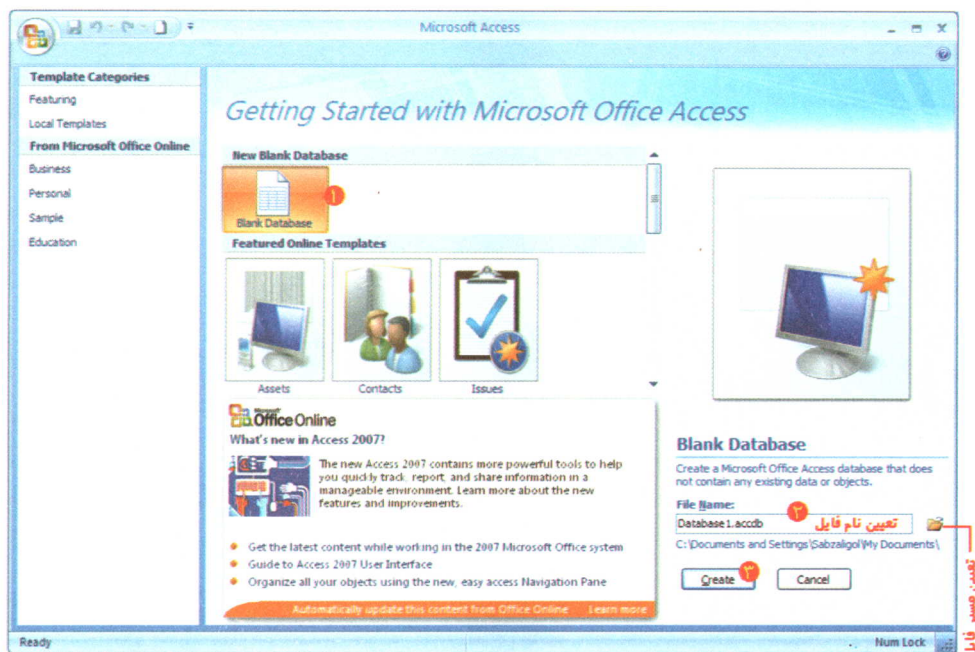 Microsoft Access
Template Categories
Featuring
Local Templates
From Microsoft Office Online
Business
Personal
Sample
Education
Getting Started with Microsoft Office Access
New Blank Database
۱
Blank Database
Featured Online Templates
Assets
Contacts
Issues
Microsoft
Office Online
What's new in Access 2007?
The new Access 2007 contains more powerful tools to help
you quickly track, report, and share information in a
manageable environment. Learn more about the new
features and improvements.
Get the latest content while working in the 2007 Microsoft Office system
Guide to Access 2007 User Interface
Organize all your objects using the new, easy access Navigation Pane
Automatically update this content from Office Online Learn more
Blank Database
Create a Microsoft Office Access database that does
not contain any existing data or objects.
File Name:
Database1.accdb
۲ تعیین نام فایل
C:\Documents and Settings\Sabzaligol\My Documents\
Create ۳
Cancel
تعیین مسیر فایل
Ready
Num Lock